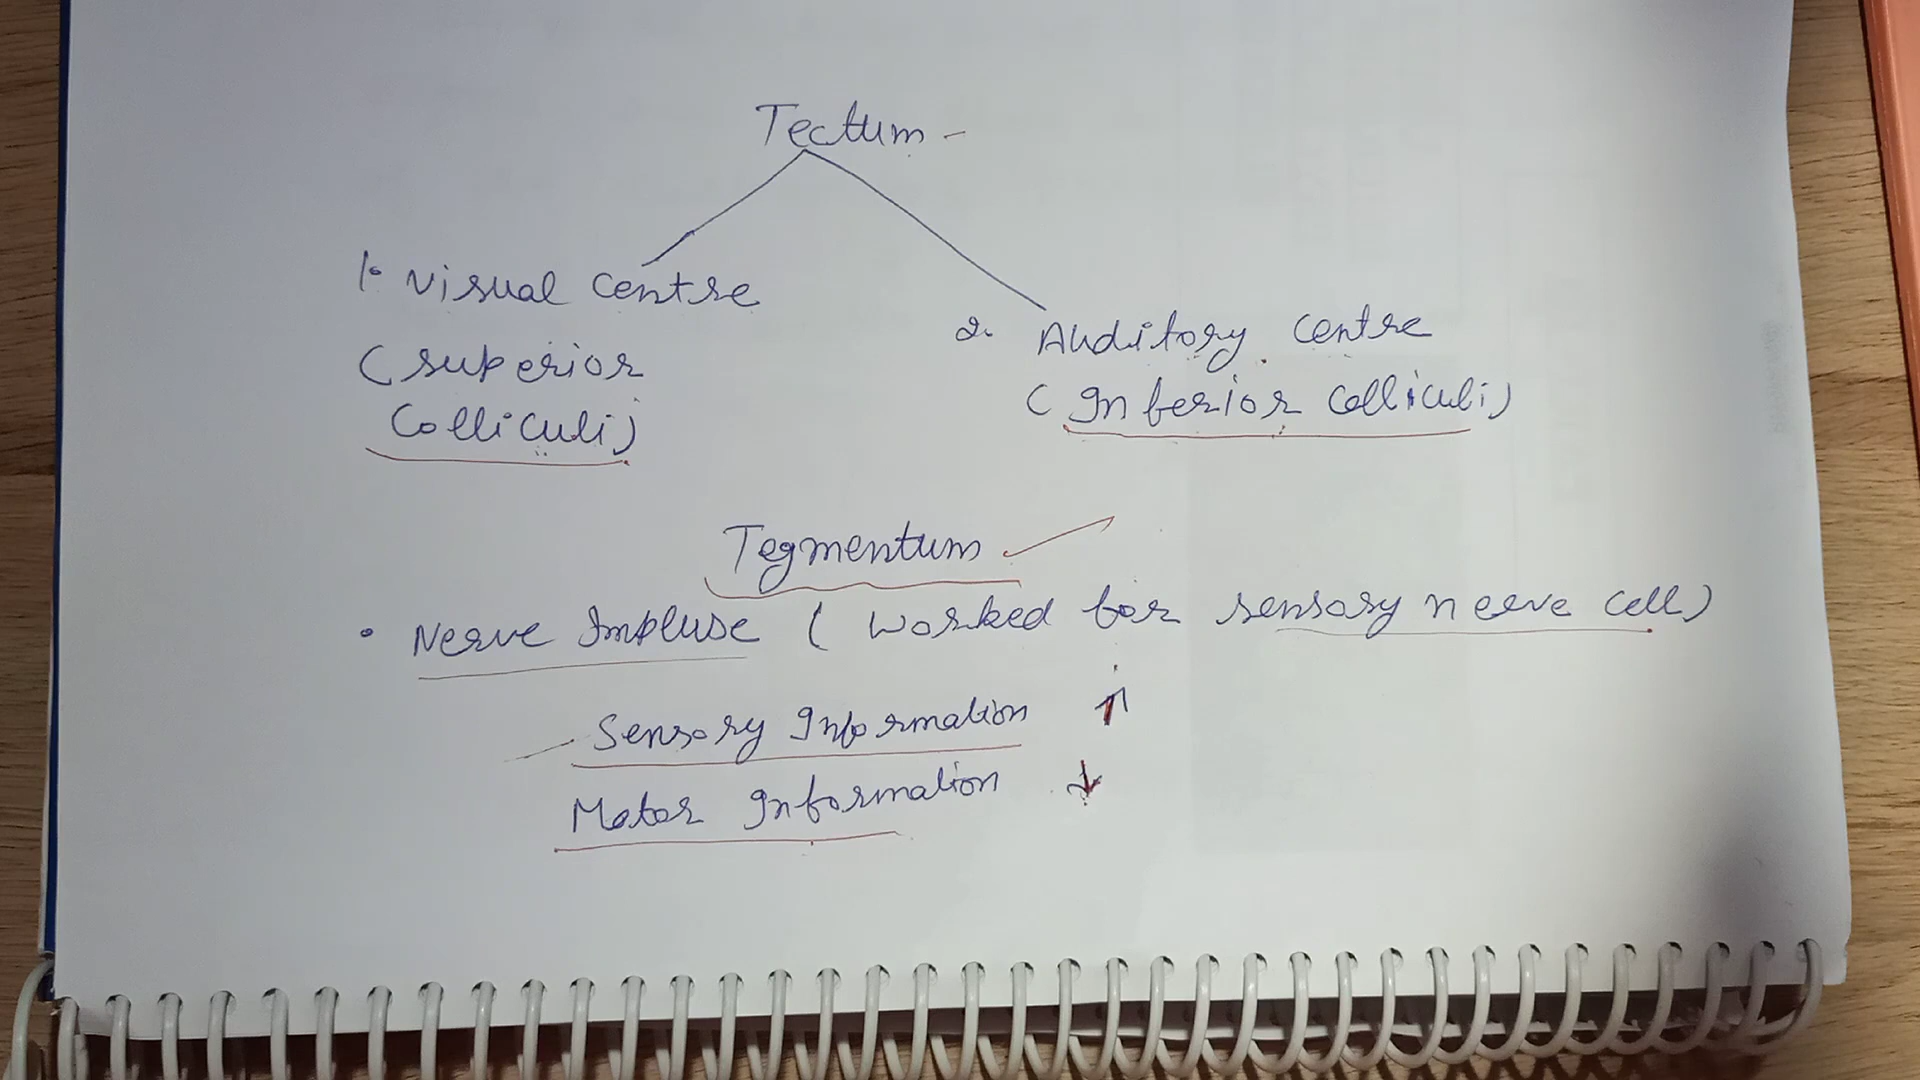 Tectum -
1. Visual Centre
(Superior
Colliculi)
2. Auditory Centre
(Inferior Colliculi)
Tegmentum
• Nerve Impluse (Worked for sensory nerve cell)
Sensory Information ↑
Motor Information ↓